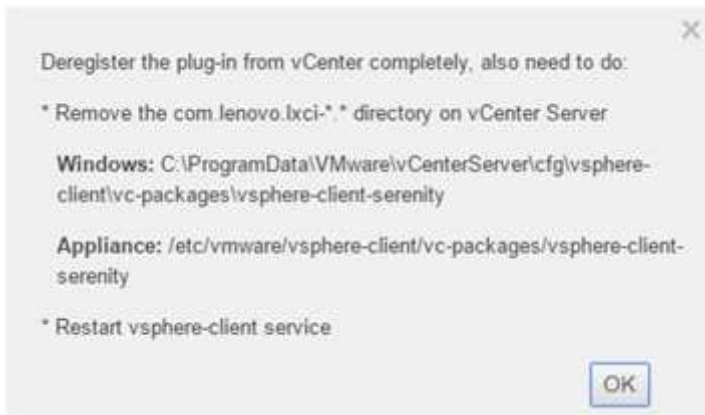 Deregister the plug-in from vCenter completely, also need to do:
* Remove the com.lenovo.lxci-*.* directory on vCenter Server
Windows: C:\ProgramData\VMware\vCenterServer\cfg\vsphere-
client\vc-packages\vsphere-client-serenity
Appliance: /etc/vmware/vsphere-client/vc-packages/vsphere-client-
serenity
* Restart vsphere-client service
OK